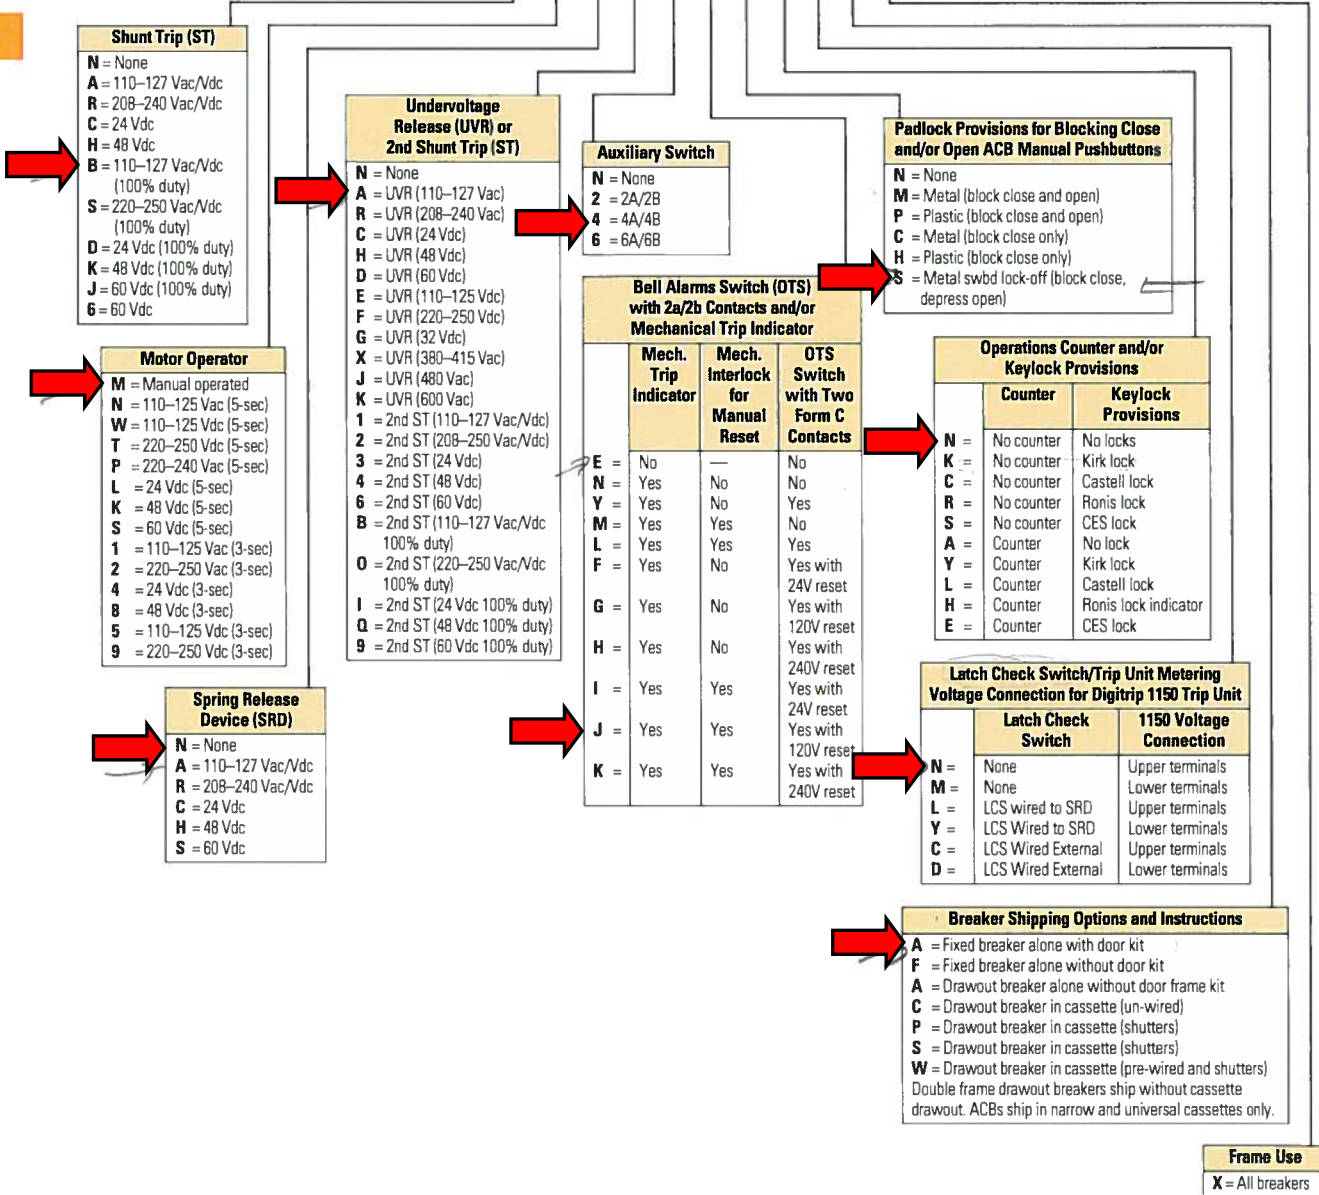 Shunt Trip (ST)
N = None
A = 110–127 Vac/Vdc
R = 208–240 Vac/Vdc
C = 24 Vdc
H = 48 Vdc
B = 110–127 Vac/Vdc
(100% duty)
S = 220–250 Vac/Vdc
(100% duty)
D = 24 Vdc (100% duty)
K = 48 Vdc (100% duty)
J = 60 Vdc (100% duty)
6 = 60 Vdc
Motor Operator
M = Manual operated
N = 110–125 Vac (5-sec)
W = 110–125 Vdc (5-sec)
T = 220–250 Vdc (5-sec)
P = 220–240 Vac (5-sec)
L = 24 Vdc (5-sec)
K = 48 Vdc (5-sec)
S = 60 Vdc (5-sec)
1 = 110–125 Vac (3-sec)
2 = 220–250 Vac (3-sec)
4 = 24 Vdc (3-sec)
8 = 48 Vdc (3-sec)
5 = 110–125 Vdc (3-sec)
9 = 220–250 Vdc (3-sec)
Spring Release
Device (SRD)
N = None
A = 110–127 Vac/Vdc
R = 208–240 Vac/Vdc
C = 24 Vdc
H = 48 Vdc
S = 60 Vdc
Undervoltage
Release (UVR) or
2nd Shunt Trip (ST)
N = None
A = UVR (110–127 Vac)
R = UVR (208–240 Vac)
C = UVR (24 Vdc)
H = UVR (48 Vdc)
D = UVR (60 Vdc)
E = UVR (110–125 Vdc)
F = UVR (220–250 Vdc)
G = UVR (32 Vdc)
X = UVR (380–415 Vac)
J = UVR (480 Vac)
K = UVR (600 Vac)
1 = 2nd ST (110–127 Vac/Vdc)
2 = 2nd ST (208–250 Vac/Vdc)
3 = 2nd ST (24 Vdc)
4 = 2nd ST (48 Vdc)
6 = 2nd ST (60 Vdc)
B = 2nd ST (110–127 Vac/Vdc
100% duty)
O = 2nd ST (220–250 Vac/Vdc
100% duty)
I = 2nd ST (24 Vdc 100% duty)
Q = 2nd ST (48 Vdc 100% duty)
9 = 2nd ST (60 Vdc 100% duty)
Auxiliary Switch
N = None
2 = 2A/2B
4 = 4A/4B
6 = 6A/6B
Bell Alarms Switch (OTS)
with 2a/2b Contacts and/or
Mechanical Trip Indicator
Mech. Trip Indicator Mech. Interlock for Manual Reset OTS Switch with Two Form C Contacts
E = No — No
N = Yes No No
Y = Yes No Yes
M = Yes Yes No
L = Yes Yes Yes
F = Yes No Yes with
24V reset
G = Yes No Yes with
120V reset
H = Yes No Yes with
240V reset
I = Yes Yes Yes with
24V reset
J = Yes Yes Yes with
120V reset
K = Yes Yes Yes with
240V reset
Padlock Provisions for Blocking Close
and/or Open ACB Manual Pushbuttons
N = None
M = Metal (block close and open)
P = Plastic (block close and open)
C = Metal (block close only)
H = Plastic (block close only)
S = Metal swbd lock-off (block close,
depress open)
Operations Counter and/or
Keylock Provisions
Counter Keylock Provisions
N = No counter No locks
K = No counter Kirk lock
C = No counter Castell lock
R = No counter Ronis lock
S = No counter CES lock
A = Counter No lock
Y = Counter Kirk lock
L = Counter Castell lock
H = Counter Ronis lock indicator
E = Counter CES lock
Latch Check Switch/Trip Unit Metering
Voltage Connection for Digitrip 1150 Trip Unit
Latch Check Switch 1150 Voltage Connection
N = None Upper terminals
M = None Lower terminals
L = LCS wired to SRD Upper terminals
Y = LCS Wired to SRD Lower terminals
C = LCS Wired External Upper terminals
D = LCS Wired External Lower terminals
Breaker Shipping Options and Instructions
A = Fixed breaker alone with door kit
F = Fixed breaker alone without door kit
A = Drawout breaker alone without door frame kit
C = Drawout breaker in cassette (un-wired)
P = Drawout breaker in cassette (shutters)
S = Drawout breaker in cassette (shutters)
W = Drawout breaker in cassette (pre-wired and shutters)
Double frame drawout breakers ship without cassette
drawout. ACBs ship in narrow and universal cassettes only.
Frame Use
X = All breakers